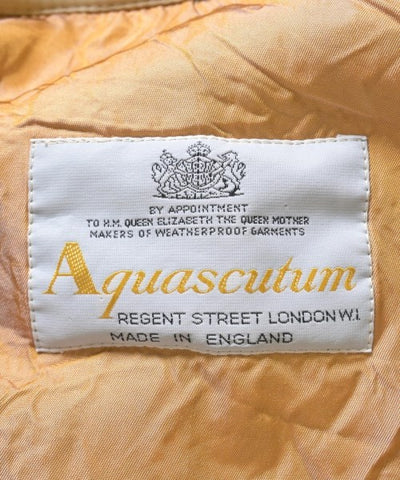 BY APPOINTMENT
TO H.M. QUEEN ELIZABETH THE QUEEN MOTHER
MAKERS OF WEATHERPROOF GARMENTS
Aquascutum
REGENT STREET LONDON W.1
MADE IN ENGLAND